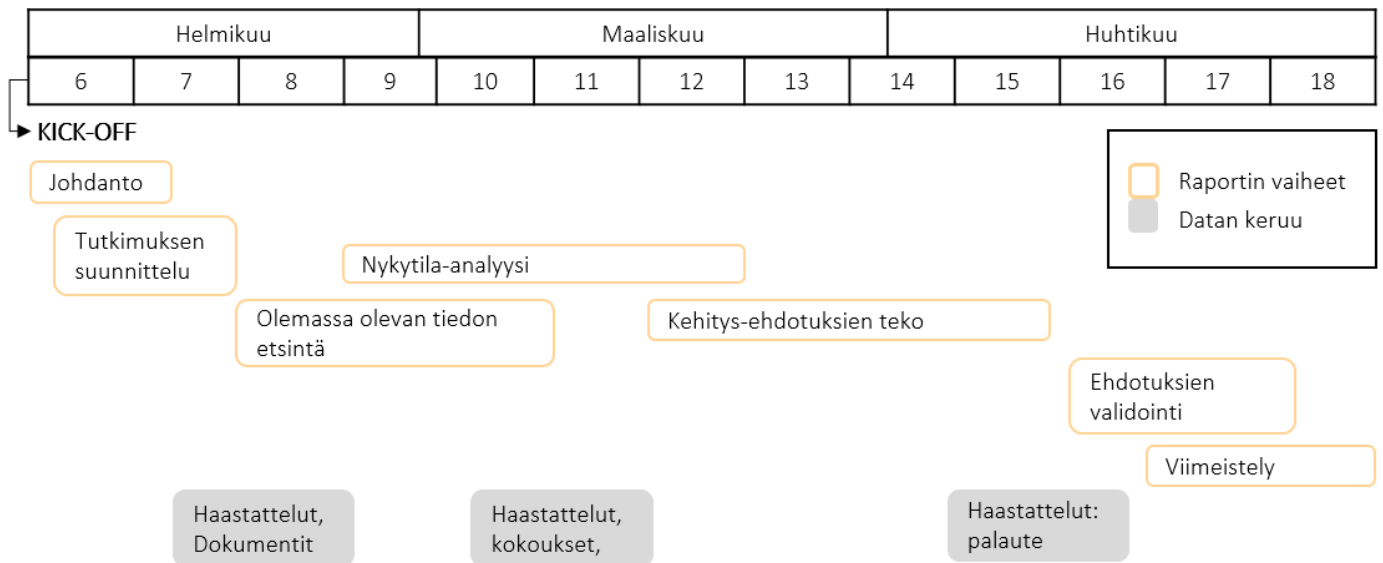 Helmikuu Maaliskuu Huhtikuu
6 7 8 9 10 11 12 13 14 15 16 17 18
KICK-OFF
Johdanto
Raportin vaiheet
Datan keruu
Tutkimuksen
suunnittelu
Nykytila-analyysi
Olemassa olevan tiedon
etsintä
Kehitys-ehdotuksien teko
Ehdotuksien
validointi
Viimeistely
Haastattelut,
Dokumentit
Haastattelut,
kokoukset,
Haastattelut:
palaute